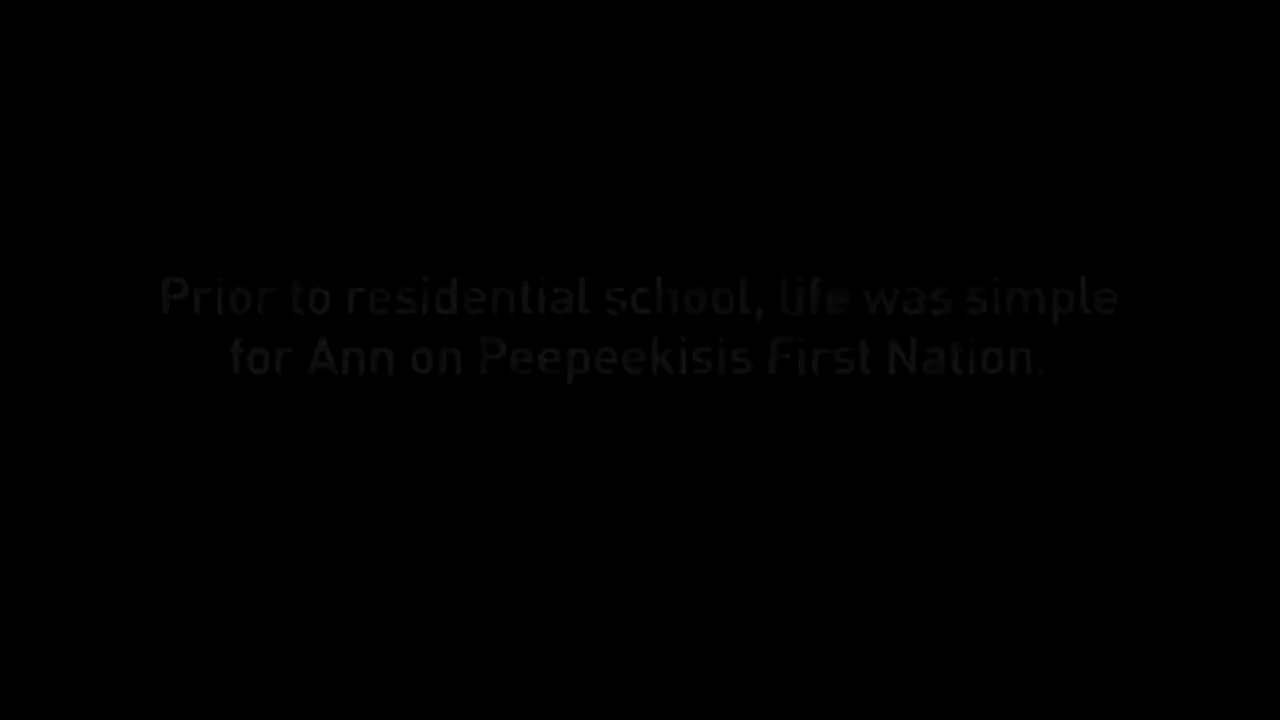 Prior to residential school, life was simple
for Ann on Peepeekisis First Nation.